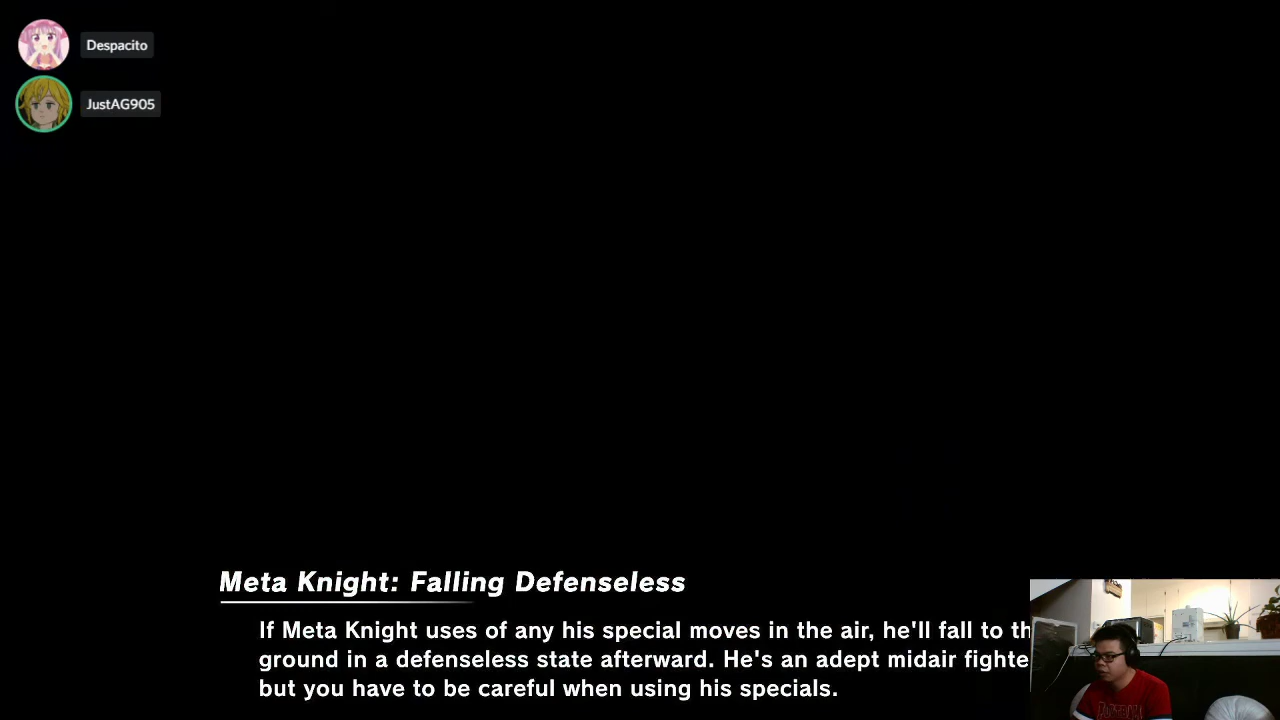 Despacito
JustAG905
Meta Knight: Falling Defenseless
If Meta Knight uses of any his special moves in the air, he'll fall to th
ground in a defenseless state afterward. He's an adept midair fighte
but you have to be careful when using his specials.